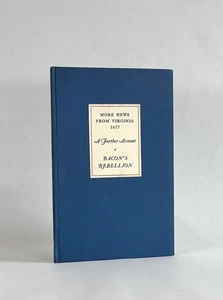 MORE NEWS
FROM VIRGINIA
1677
A Further Account
of
BACON'S
REBELLION